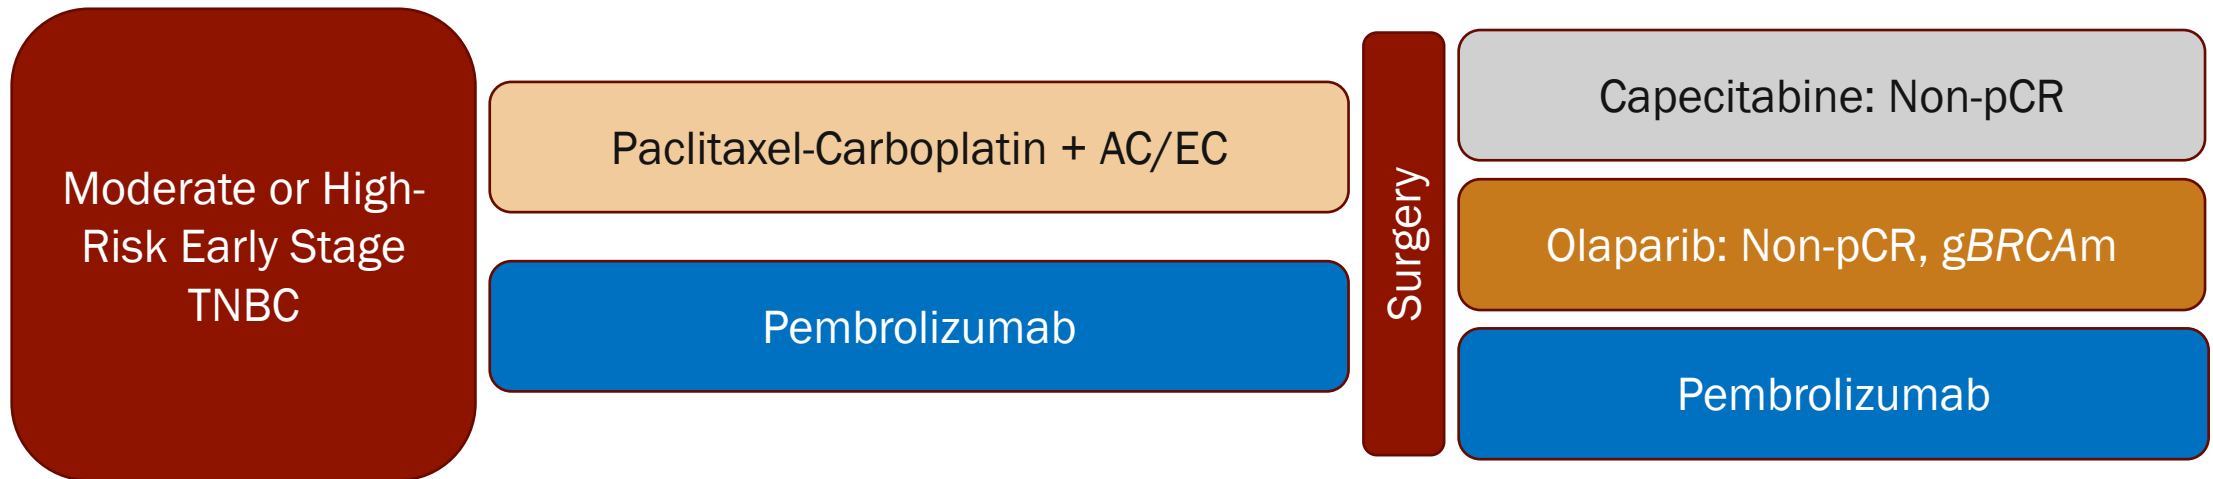 Moderate or High-
Risk Early Stage
TNBC
Paclitaxel-Carboplatin + AC/EC
Pembrolizumab
Surgery
Capecitabine: Non-pCR
Olaparib: Non-pCR, gBRCAm
Pembrolizumab